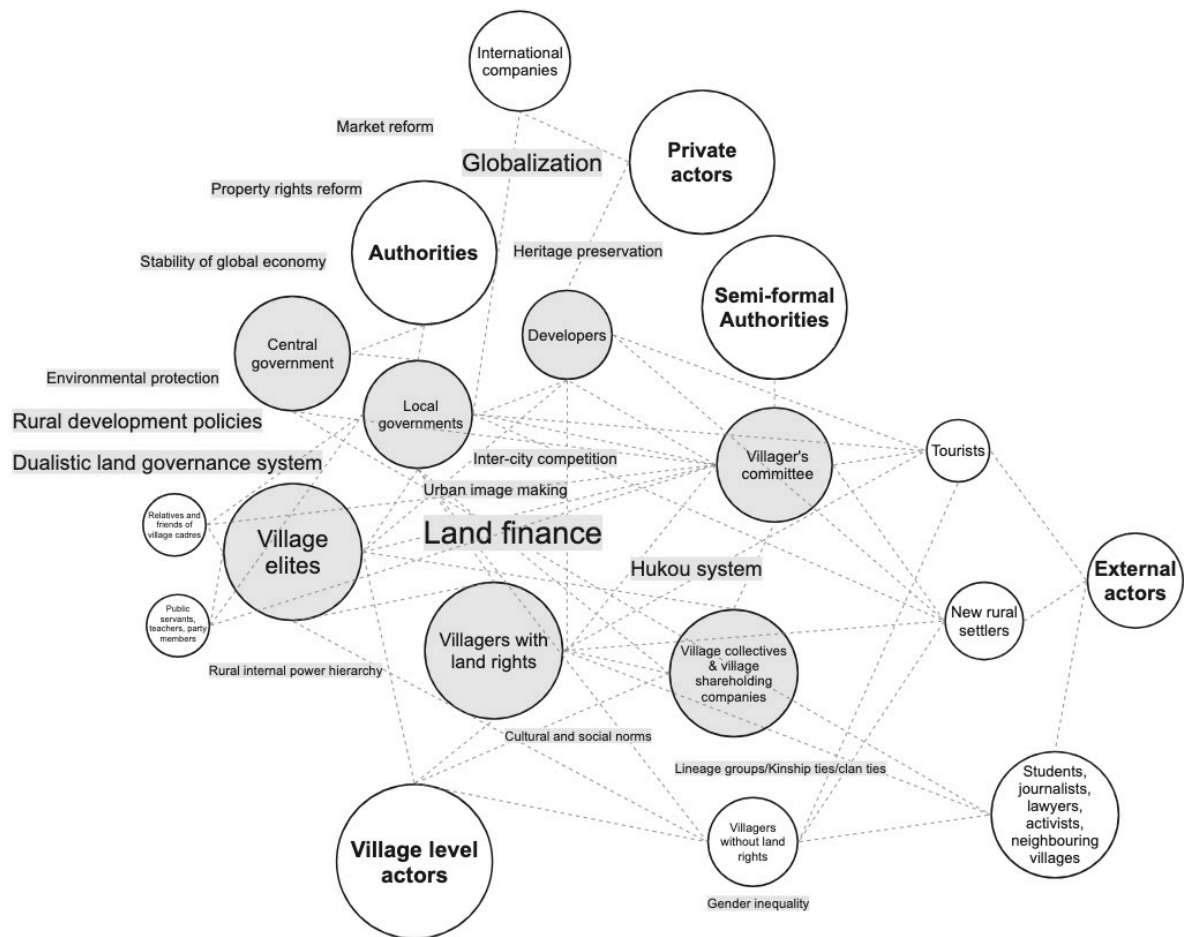 International
companies
Market reform
Globalization
Private
actors
Property rights reform
Authorities
Heritage preservation
Stability of global economy
Semi-formal
Authorities
Central
government
Developers
Environmental protection
Local
governments
Rural development policies
Dualistic land governance system
Inter-city competition
Villager's
committee
Tourists
Urban image making
Relatives and
friends of
village cadres
Village
elites
Land finance
Hukou system
External
actors
Public
servants,
teachers, party
members
Villagers with
land rights
Village collectives
& village
shareholding
companies
New rural
settlers
Rural internal power hierarchy
Cultural and social norms
Lineage groups/Kinship ties/clan ties
Students,
journalists,
lawyers,
activists,
neighbouring
villages
Village level
actors
Villagers
without land
rights
Gender inequality